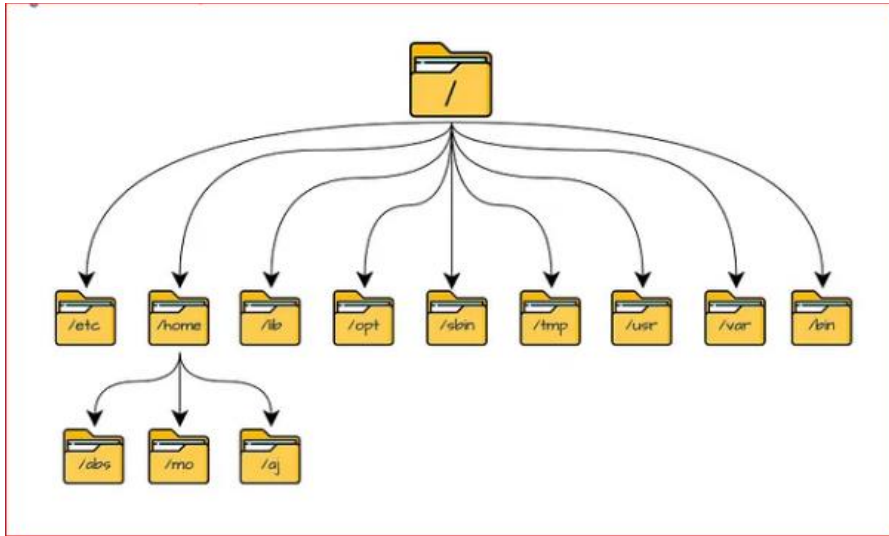 /
/etc
/home
/lib
/opt
/sbin
/tmp
/usr
/var
/bin
/abs
/mo
/aj